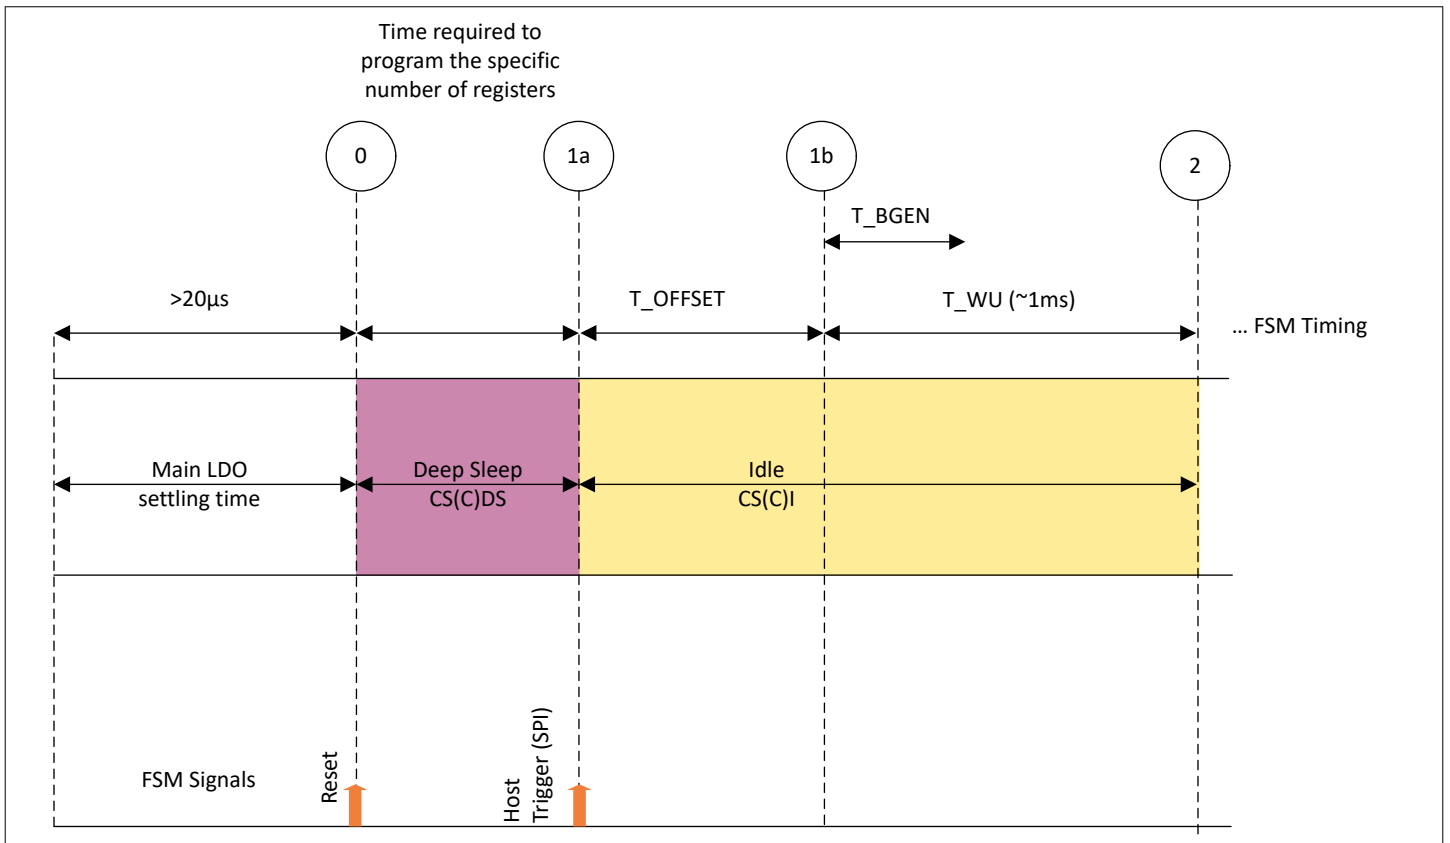 Time required to
program the specific
number of registers
0
1a
1b
2
T_BGEN
>20µs
T_OFFSET
T_WU (~1ms)
... FSM Timing
Main LDO
settling time
Deep Sleep
CS(C)DS
Idle
CS(C)I
FSM Signals
Reset
Host
Trigger (SPI)